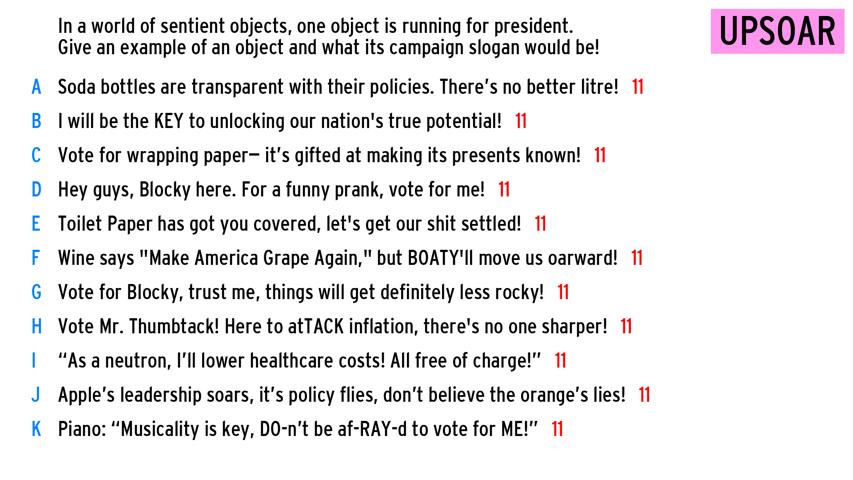 In a world of sentient objects, one object is running for president.
Give an example of an object and what its campaign slogan would be!
UPSOAR
A Soda bottles are transparent with their policies. There's no better litre! 11
B I will be the KEY to unlocking our nation's true potential! 11
C Vote for wrapping paper— it's gifted at making its presents known! 11
D Hey guys, Blocky here. For a funny prank, vote for me! 11
E Toilet Paper has got you covered, let's get our shit settled! 11
F Wine says "Make America Grape Again," but BOATY'll move us oarward! 11
G Vote for Blocky, trust me, things will get definitely less rocky! 11
H Vote Mr. Thumbtack! Here to atTACK inflation, there's no one sharper! 11
I “As a neutron, I'll lower healthcare costs! All free of charge!” 11
J Apple's leadership soars, it's policy flies, don't believe the orange's lies! 11
K Piano: “Musicality is key, DO-n't be af-RAY-d to vote for ME!” 11